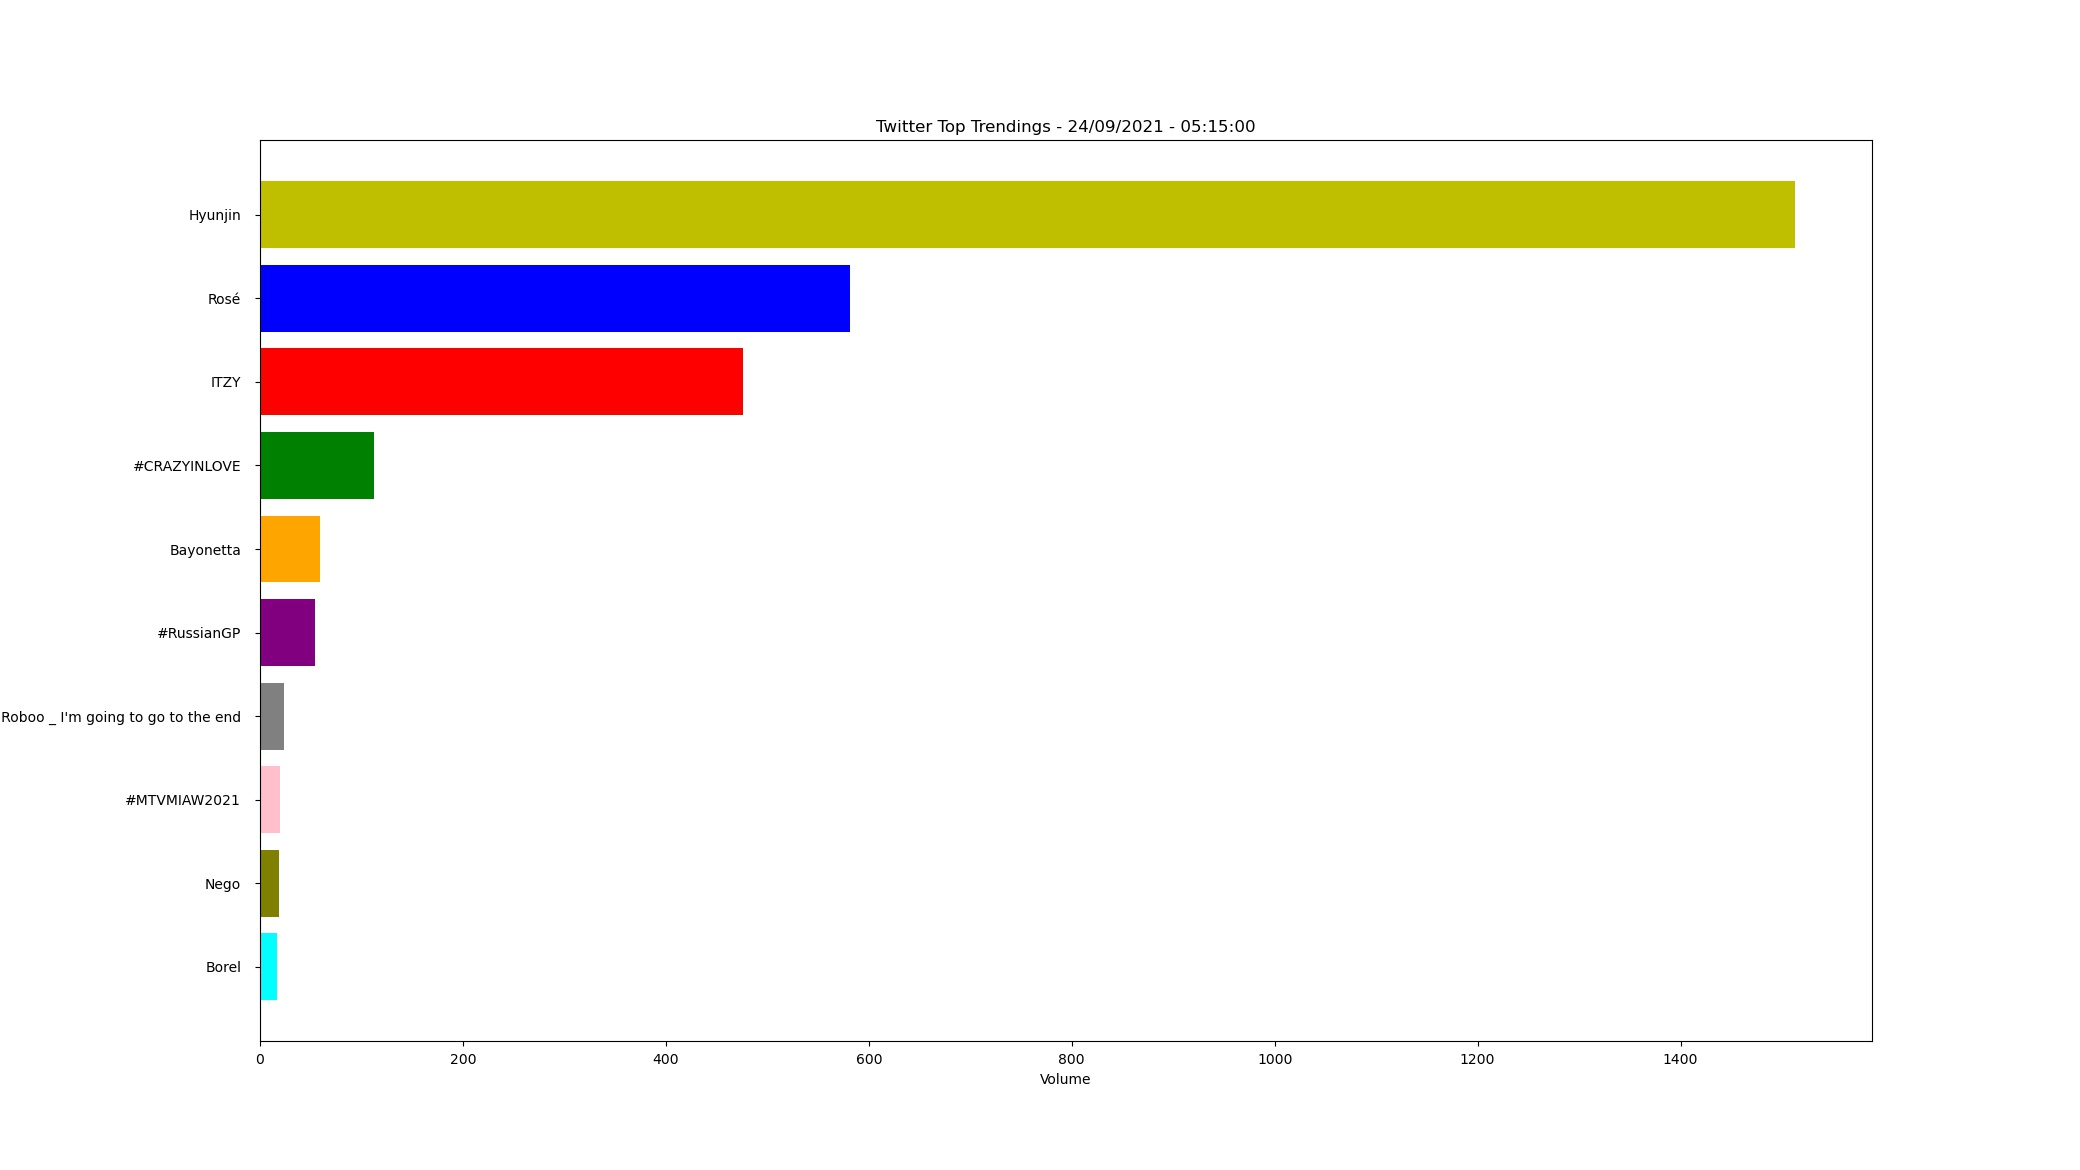 Twitter Top Trendings - 24/09/2021 - 05:15:00
Hyunjin
Rosé
ITZY
#CRAZYINLOVE
Bayonetta
#RussianGP
Roboo _ I'm going to go to the end
#MTVMIAW2021
Nego
Borel
0 200 400 600 800 1000 1200 1400
Volume